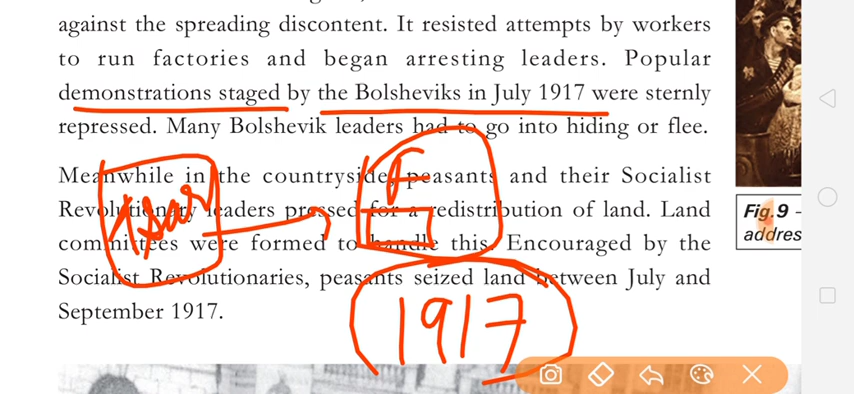 against the spreading discontent. It resisted attempts by workers
to run factories and began arresting leaders. Popular
demonstrations staged by the Bolsheviks in July 1917 were sternly
repressed. Many Bolshevik leaders had to go into hiding or flee.
Meanwhile in the countryside, peasants and their Socialist
Revolutionary leaders pressed for a redistribution of land. Land
committees were formed to handle this. Encouraged by the
Socialist Revolutionaries, peasants seized land between July and
September 1917.
Tsar
1917
Fig.9 –
addres